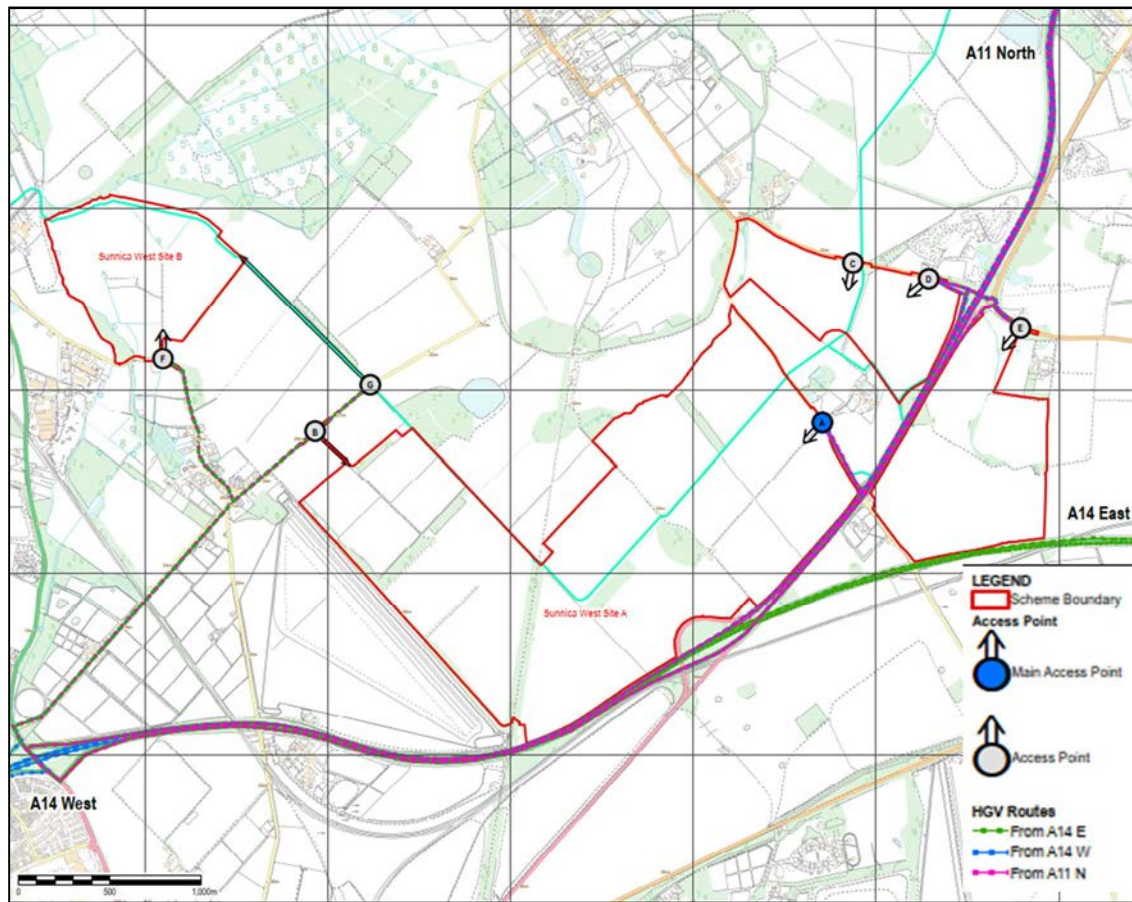 A11 North
Sunnica West Site B
C
D
E
F
G
B
A
A14 East
Sunnica West Site A
A14 West
LEGEND
Scheme Boundary
Access Point
Main Access Point
Access Point
HGV Routes
From A14 E
From A14 W
From A11 N
0 500 1,000m